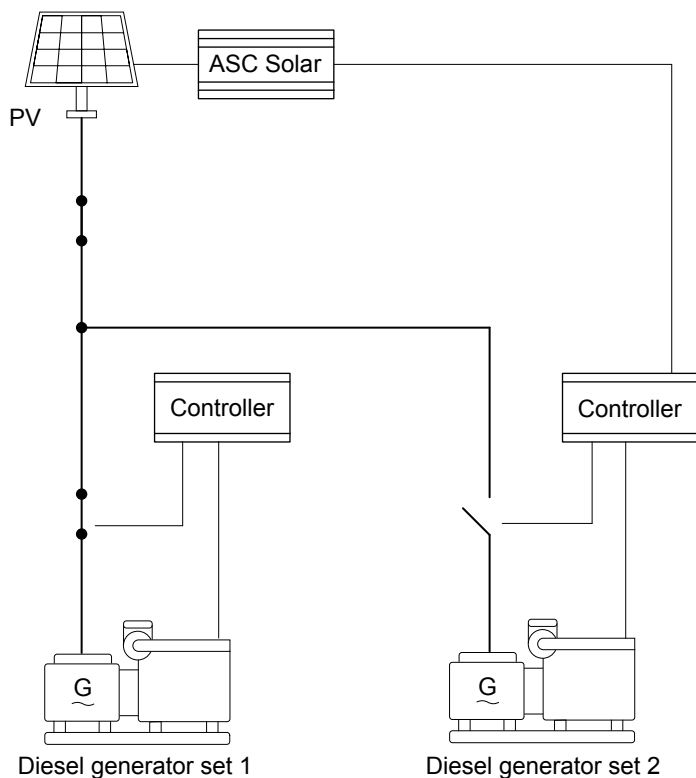 ASC Solar
PV
Controller
Controller
G
G
Diesel generator set 1
Diesel generator set 2